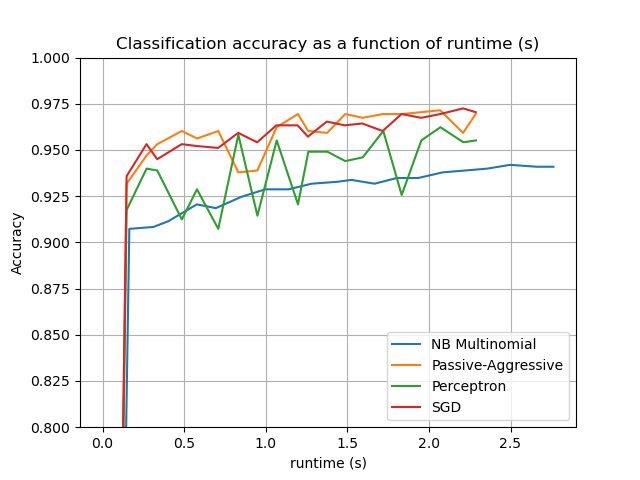 Classification accuracy as a function of runtime (s)
1.000
0.975
0.950
0.925
0.900
0.875
0.850
0.825
0.800
Accuracy
NB Multinomial
Passive-Aggressive
Perceptron
SGD
0.0 0.5 1.0 1.5 2.0 2.5
runtime (s)